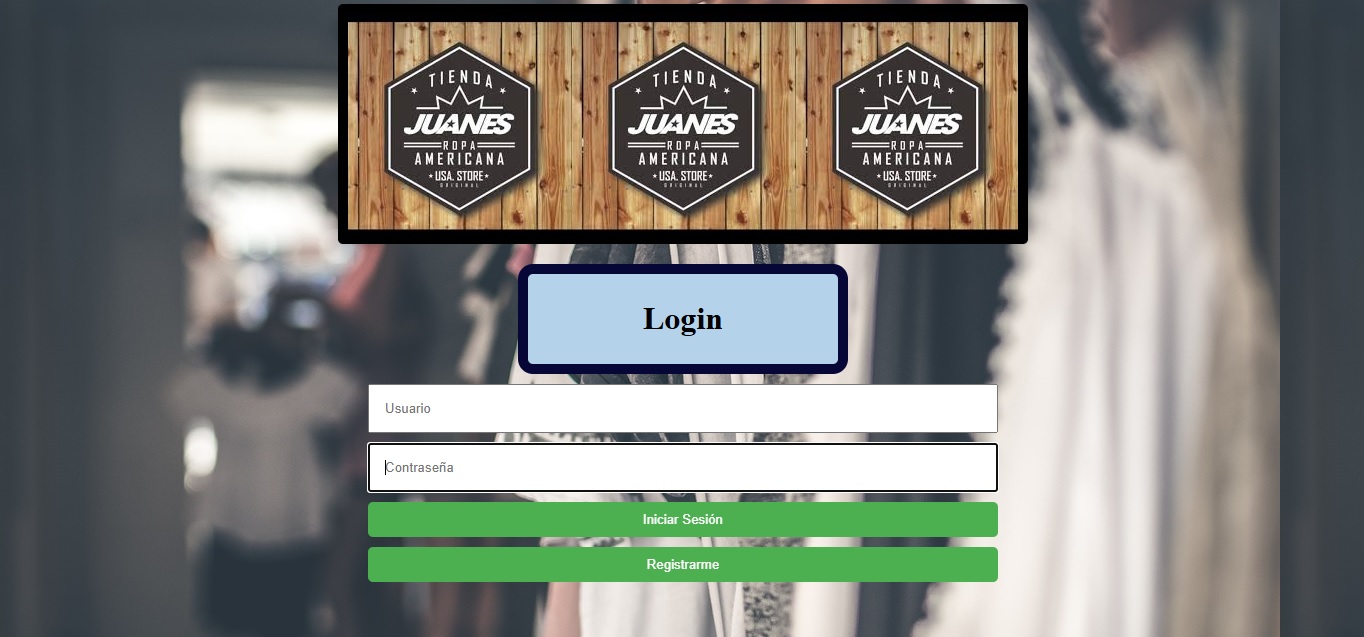 TIENDA
JUANES
ROPA
AMERICANA
USA. STORE
ORIGINAL
TIENDA
JUANES
ROPA
AMERICANA
USA. STORE
ORIGINAL
TIENDA
JUANES
ROPA
AMERICANA
USA. STORE
ORIGINAL
Login
Usuario
Contraseña
Iniciar Sesión
Registrarme